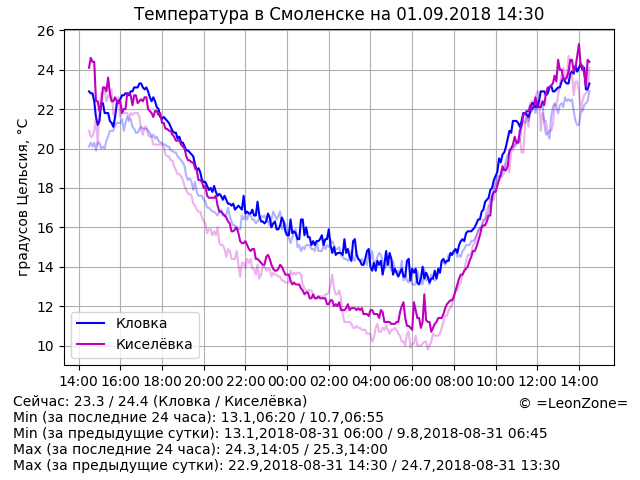 Температура в Смоленске на 01.09.2018 14:30
градусов Цельсия, °C
26
24
22
20
18
16
14
12
10
Кловка
Киселёвка
14:00 16:00 18:00 20:00 22:00 00:00 02:00 04:00 06:00 08:00 10:00 12:00 14:00
Сейчас: 23.3 / 24.4 (Кловка / Киселёвка)
© =LeonZone=
Min (за последние 24 часа): 13.1,06:20 / 10.7,06:55
Min (за предыдущие сутки): 13.1,2018-08-31 06:00 / 9.8,2018-08-31 06:45
Max (за последние 24 часа): 24.3,14:05 / 25.3,14:00
Max (за предыдущие сутки): 22.9,2018-08-31 14:30 / 24.7,2018-08-31 13:30